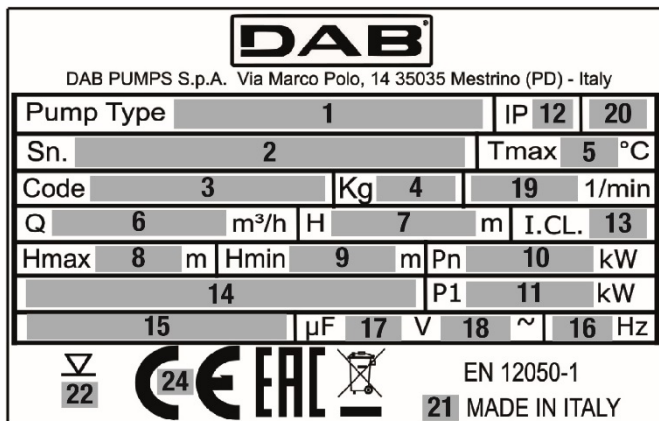 DAB
DAB PUMPS S.p.A. Via Marco Polo, 14 35035 Mestrino (PD) - Italy
Pump Type 1 IP 12 20
Sn. 2 Tmax 5 °C
Code 3 Kg 4 19 1/min
Q 6 m³/h H 7 m I.CL. 13
Hmax 8 m Hmin 9 m Pn 10 kW
14 P1 11 kW
15 µF 17 V 18 ~ 16 Hz
22 CE 24 EAC EN 12050-1
21 MADE IN ITALY